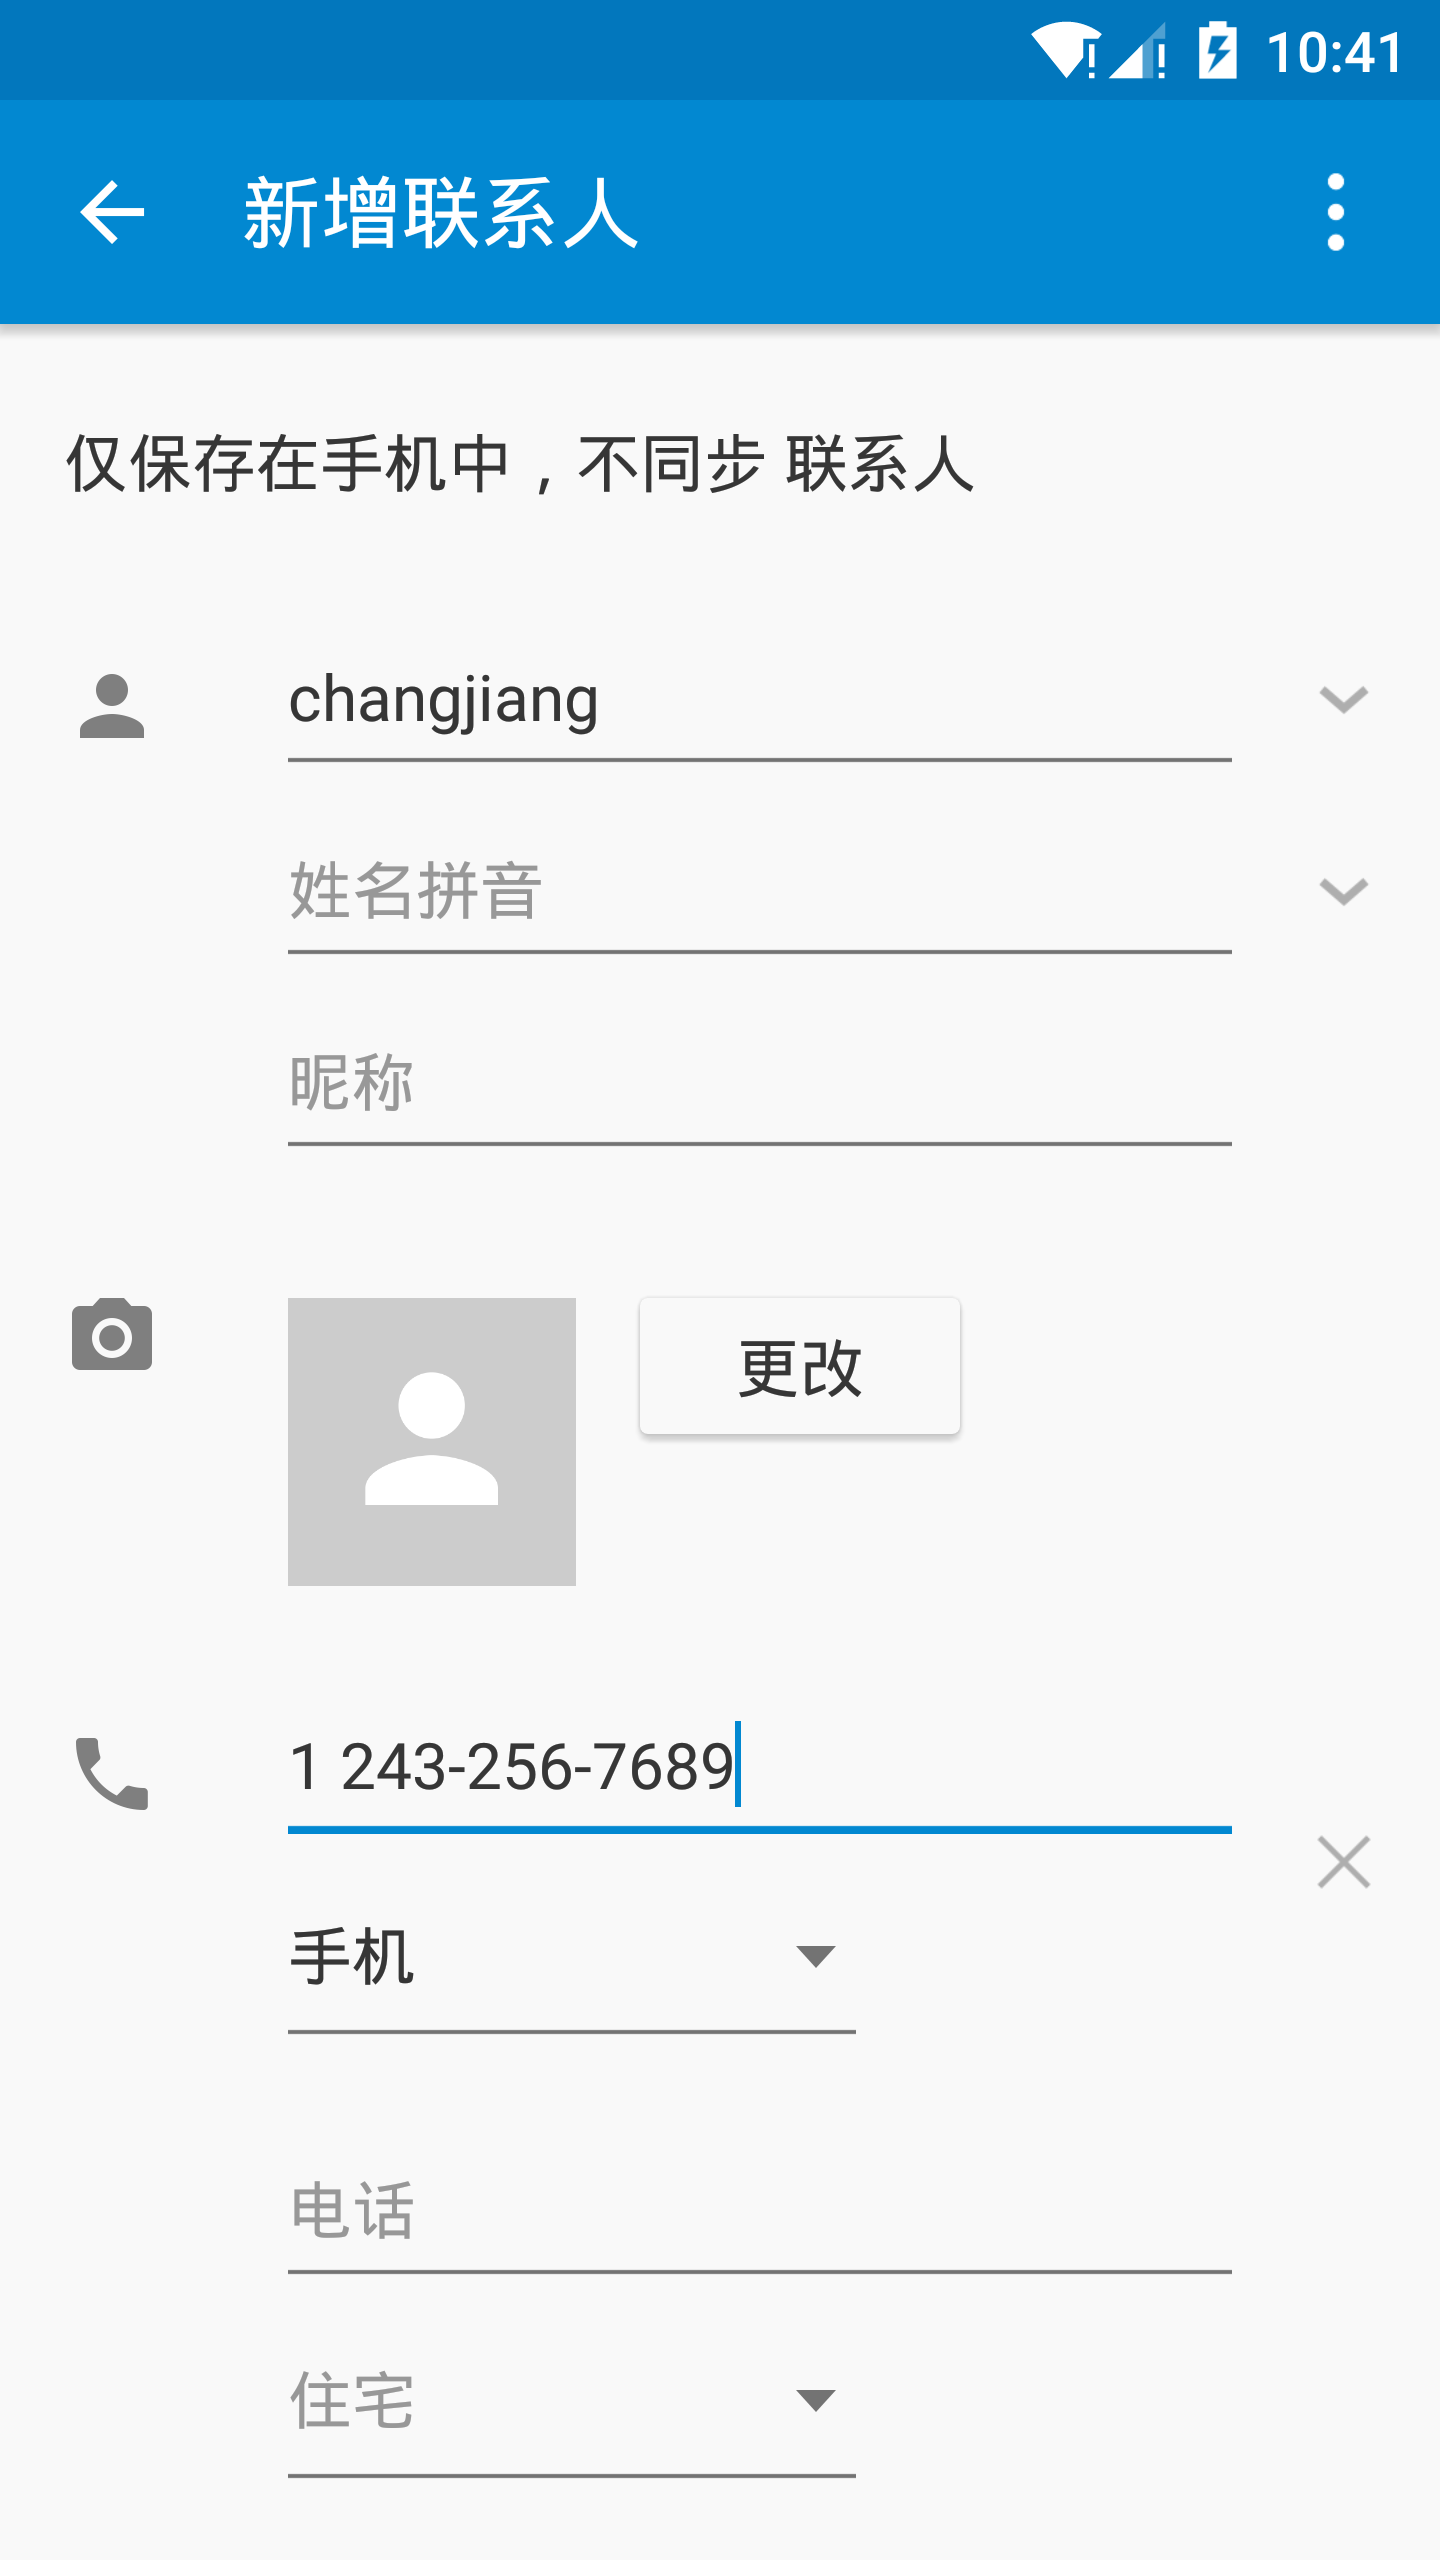 10:41
新增联系人
仅保存在手机中，不同步 联系人
changjiang
姓名拼音
昵称
更改
1 243-256-7689
手机
电话
住宅